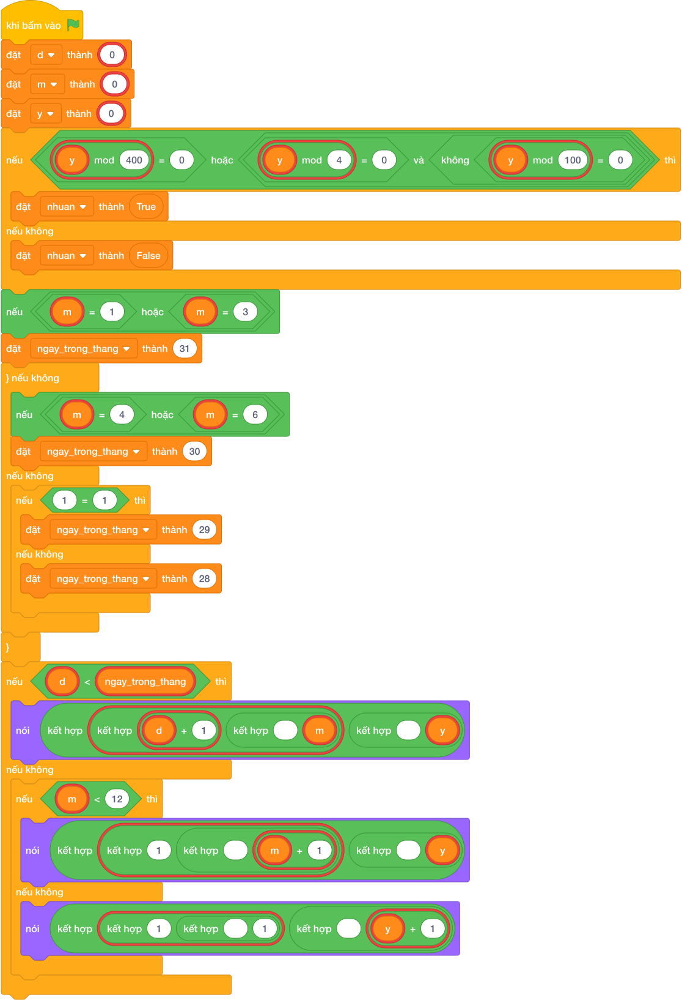 khi bấm vào
đặt d thành 0
đặt m thành 0
đặt y thành 0
nếu y mod 400 = 0 hoặc y mod 4 = 0 và không y mod 100 = 0 thì
đặt nhuan thành True
nếu không
đặt nhuan thành False
nếu m = 1 hoặc m = 3
đặt ngay_trong_thang thành 31
} nếu không
nếu m = 4 hoặc m = 6
đặt ngay_trong_thang thành 30
nếu không
nếu 1 = 1 thì
đặt ngay_trong_thang thành 29
nếu không
đặt ngay_trong_thang thành 28
}
nếu d < ngay_trong_thang thì
nói kết hợp kết hợp d + 1 kết hợp m kết hợp y
nếu không
nếu m < 12 thì
nói kết hợp kết hợp 1 kết hợp m + 1 kết hợp y
nếu không
nói kết hợp kết hợp 1 kết hợp 1 kết hợp y + 1